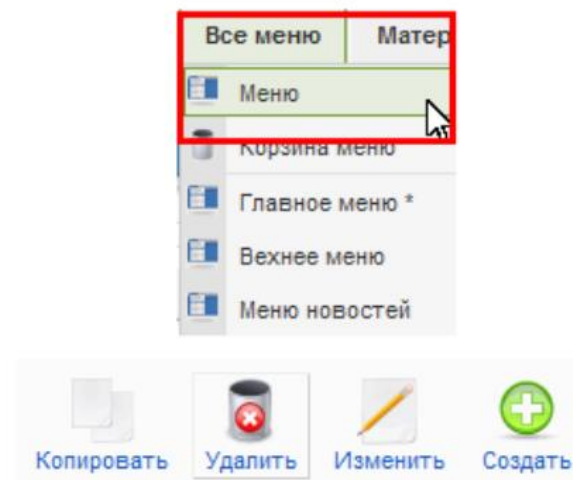 Все меню Матер
Меню
Корзина меню
Главное меню *
Вехнее меню
Меню новостей
Копировать Удалить Изменить Создать